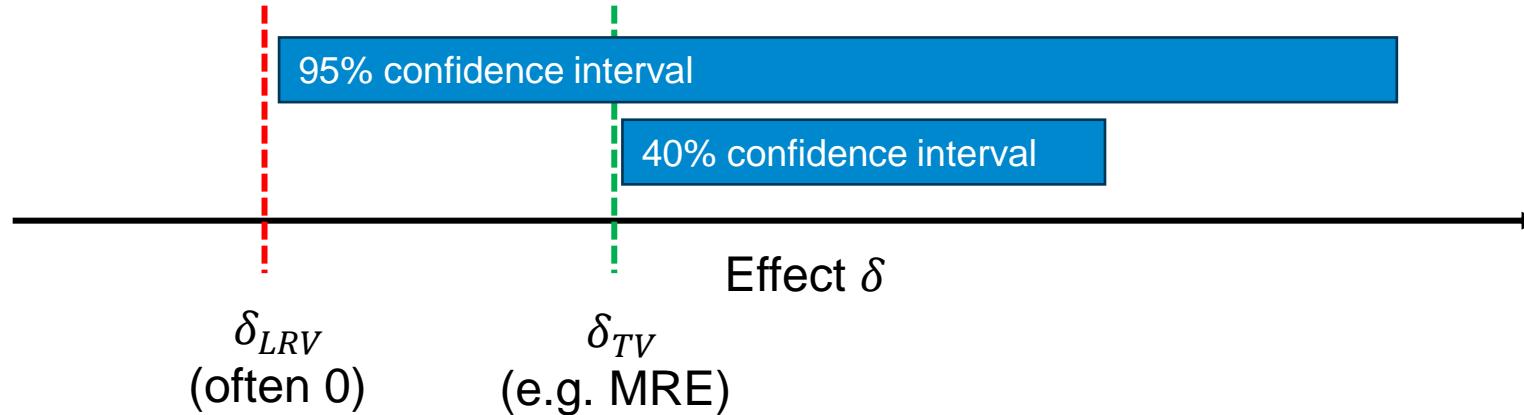 95% confidence interval
40% confidence interval
Effect δ
δ_LRV
(often 0)
δ_TV
(e.g. MRE)